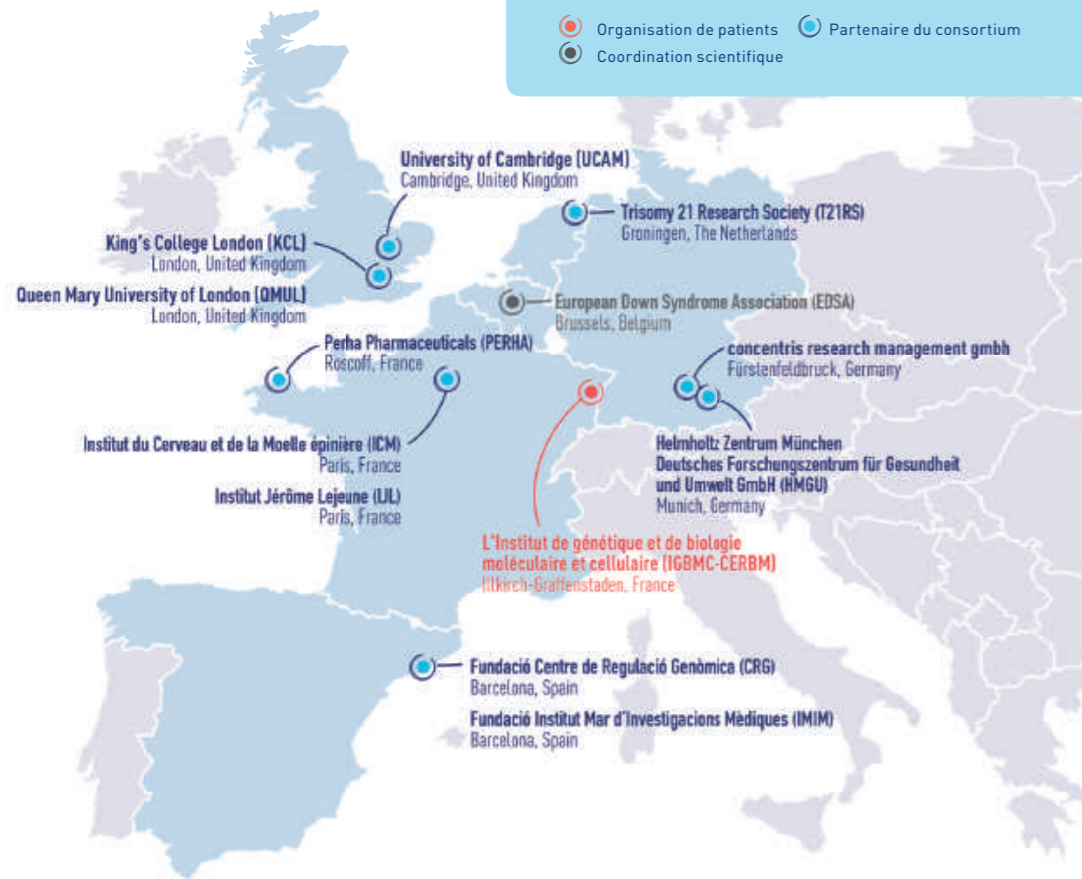 Organisation de patients
Partenaire du consortium
Coordination scientifique
University of Cambridge (UCAM)
Cambridge, United Kingdom
Trisomy 21 Research Society (T21RS)
Groningen, The Netherlands
King's College London (KCL)
London, United Kingdom
Queen Mary University of London (QMUL)
London, United Kingdom
European Down Syndrome Association (EDSA)
Brussels, Belgium
Perha Pharmaceuticals (PERHA)
Roscoff, France
concentris research management gmbh
Fürstenfeldbruck, Germany
Institut du Cerveau et de la Moelle épinière (ICM)
Paris, France
Institut Jérôme Lejeune (IJL)
Paris, France
Helmholtz Zentrum München
Deutsches Forschungszentrum für Gesundheit
und Umwelt GmbH (HMGU)
Munich, Germany
L'Institut de génétique et de biologie
moléculaire et cellulaire (IGBMC-CERBM)
Illkirch-Graffenstaden, France
Fundació Centre de Regulació Genòmica (CRG)
Barcelona, Spain
Fundació Institut Mar d'Investigacions Mèdiques (IMIM)
Barcelona, Spain